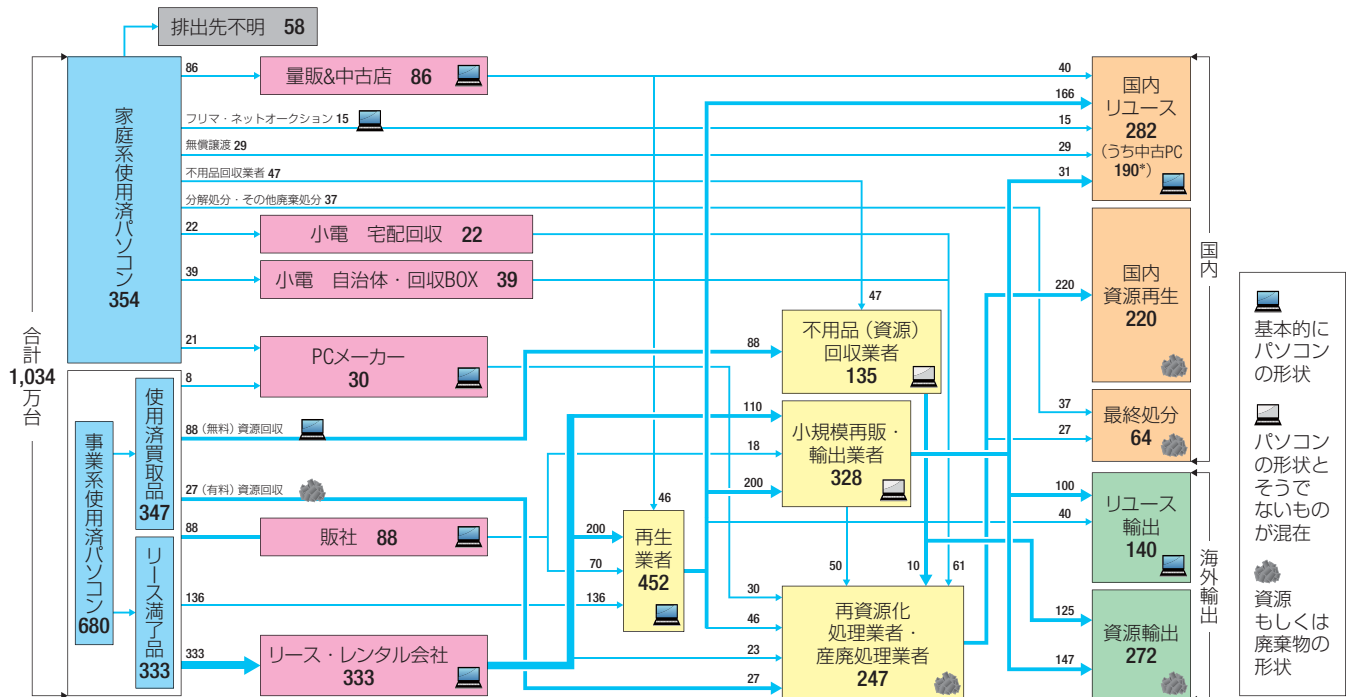 排出先不明 58
合計
1,034
万台
家庭系使用済パソコン
354
事業系使用済パソコン
680
使用済買取品
347
リース満了品
333
86
フリマ・ネットオークション 15
無償譲渡 29
不用品回収業者 47
分解処分・その他廃棄処分 37
22
39
21
8
88 (無料) 資源回収
27 (有料) 資源回収
88
136
333
量販&中古店 86
小電 宅配回収 22
小電 自治体・回収BOX 39
PCメーカー
30
販社 88
リース・レンタル会社
333
46
200
70
136
再生
業者
452
47
88
不用品(資源)
回収業者
135
110
18
200
小規模再販・
輸出業者
328
50
10
61
30
46
23
27
再資源化
処理業者・
産廃処理業者
247
40
166
15
29
31
国内
リユース
282
(うち中古PC
190*)
220
国内
資源再生
220
37
27
最終処分
64
100
40
リユース
輸出
140
125
147
資源輸出
272
国内
海外輸出
基本的に
パソコン
の形状
パソコン
の形状と
そうで
ないもの
が混在
資源
もしくは
廃棄物の
形状